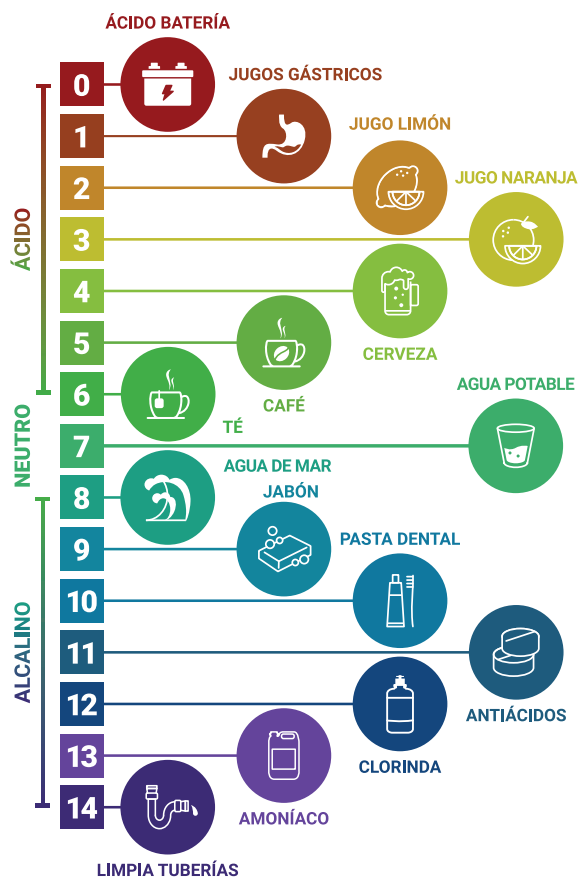 ÁCIDO BATERÍA
0
JUGOS GÁSTRICOS
1
JUGO LIMÓN
2
JUGO NARANJA
3
ÁCIDO
4
CERVEZA
5
CAFÉ
6
TÉ
AGUA POTABLE
7
NEUTRO
AGUA DE MAR
8
JABÓN
9
PASTA DENTAL
10
ALCALINO
11
ANTIÁCIDOS
12
CLORINDA
13
AMONÍACO
14
LIMPIA TUBERÍAS